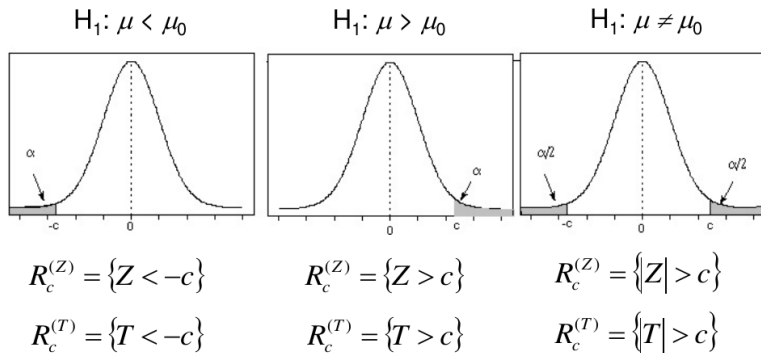 H₁: μ < μ₀
H₁: μ > μ₀
H₁: μ ≠ μ₀
α
-c
0
α
0
c
α/2
α/2
-c
0
c
R_c^(Z) = {Z < −c}
R_c^(Z) = {Z > c}
R_c^(Z) = {|Z| > c}
R_c^(T) = {T < −c}
R_c^(T) = {T > c}
R_c^(T) = {|T| > c}